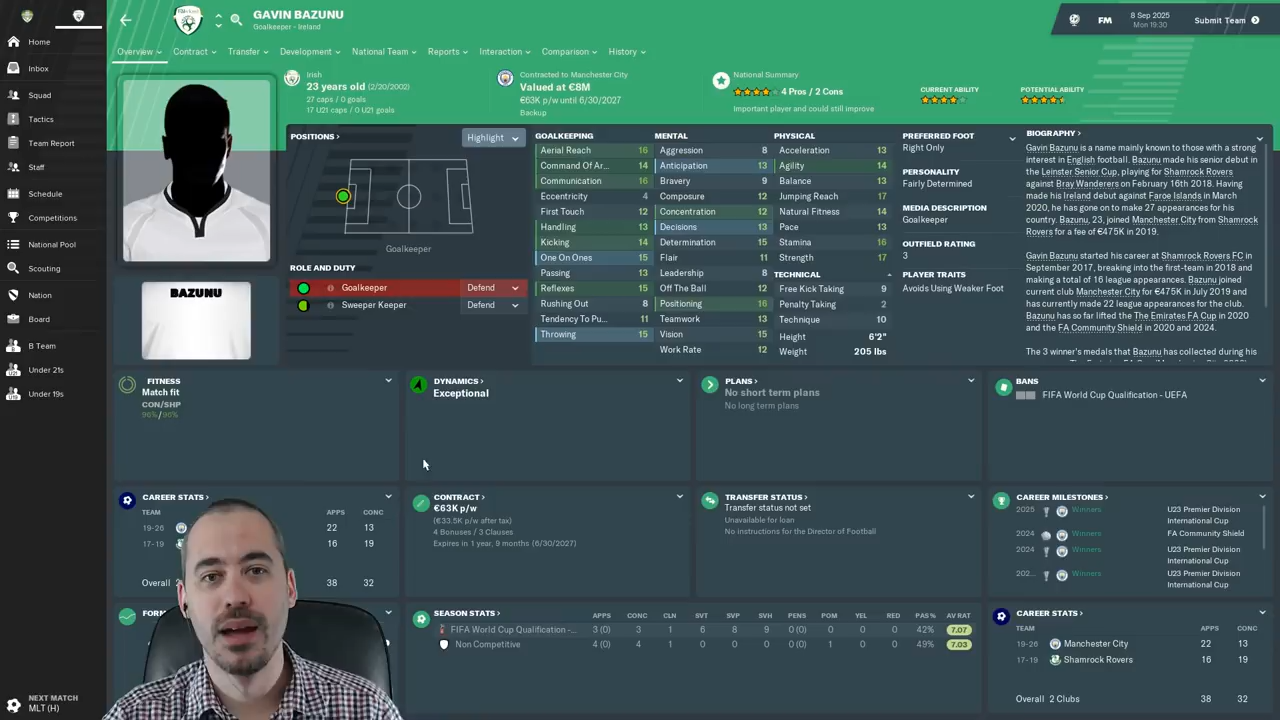 GAVIN BAZUNU
Goalkeeper - Ireland
FM
8 Sep 2025
Mon 19:30
Submit Team
Home
Inbox
Squad
Tactics
Team Report
Staff
Schedule
Competitions
National Pool
Scouting
Nation
Board
B Team
Under 21s
Under 19s
NEXT MATCH
MLT (H)
Overview
Contract
Transfer
Development
National Team
Reports
Interaction
Comparison
History
Irish
23 years old (2/20/2002)
27 caps / 0 goals
17 U21 caps / 0 U21 goals
Contracted to Manchester City
Valued at €8M
€63K p/w until 6/30/2027
Backup
National Summary
4 Pros / 2 Cons
Important player and could still improve
CURRENT ABILITY
POTENTIAL ABILITY
BAZUNU
POSITIONS >
Highlight
Goalkeeper
ROLE AND DUTY
Goalkeeper Defend
Sweeper Keeper Defend
GOALKEEPING
Aerial Reach 16
Command Of Ar... 14
Communication 16
Eccentricity 4
First Touch 12
Handling 13
Kicking 14
One On Ones 15
Passing 13
Reflexes 15
Rushing Out 8
Tendency To Pu... 11
Throwing 15
MENTAL
Aggression 8
Anticipation 13
Bravery 9
Composure 12
Concentration 12
Decisions 13
Determination 15
Flair 11
Leadership 8
Off The Ball 12
Positioning 16
Teamwork 13
Vision 15
Work Rate 12
PHYSICAL
Acceleration 13
Agility 14
Balance 13
Jumping Reach 17
Natural Fitness 14
Pace 13
Stamina 16
Strength 17
TECHNICAL
Free Kick Taking 9
Penalty Taking 2
Technique 10
Height 6'2"
Weight 205 lbs
PREFERRED FOOT
Right Only
PERSONALITY
Fairly Determined
MEDIA DESCRIPTION
Goalkeeper
OUTFIELD RATING
3
PLAYER TRAITS
Avoids Using Weaker Foot
BIOGRAPHY >
Gavin Bazunu is a name mainly known to those with a strong
interest in English football. Bazunu made his senior debut in
the Leinster Senior Cup, playing for Shamrock Rovers
against Bray Wanderers on February 16th 2018. Having
made his Ireland debut against Faroe Islands in March
2020, he has gone on to make 27 appearances for his
country. Bazunu, 23, joined Manchester City from Shamrock
Rovers for a fee of €475K in 2019.
Gavin Bazunu started his career at Shamrock Rovers FC in
September 2017, breaking into the first-team in 2018 and
making a total of 16 league appearances. Bazunu joined
current club Manchester City for €475K in July 2019 and
has currently made 22 league appearances for the club.
Bazunu has so far lifted the The Emirates FA Cup in 2020
and the FA Community Shield in 2020 and 2024.
The 3 winner's medals that Bazunu has collected during his
FITNESS
Match fit
CON/SHP
DYNAMICS >
Exceptional
PLANS >
No short term plans
No long term plans
BANS
FIFA World Cup Qualification - UEFA
CAREER STATS >
TEAM APPS CONC
19-26 22 13
17-19 16 19
Overall 38 32
CONTRACT >
€63K p/w
(€33.5K p/w after tax)
4 Bonuses / 3 Clauses
Expires in 1 year, 9 months (6/30/2027)
TRANSFER STATUS >
Transfer status not set
Unavailable for loan
No instructions for the Director of Football
CAREER MILESTONES >
2025 Winners U23 Premier Division
International Cup
2024 Winners FA Community Shield
2024 Winners U23 Premier Division
International Cup
202... Winners U23 Premier Division
International Cup
FORM
SEASON STATS > APPS CONC CLN SVT SVP SVH PENS POM YEL RED PAS% AV RAT
FIFA World Cup Qualification -... 3 (0) 3 1 6 8 9 0 (0) 0 0 0 42% 7.07
Non Competitive 4 (0) 4 1 0 0 0 0 (0) 1 0 0 49% 7.03
CAREER STATS >
TEAM APPS CONC
19-26 Manchester City 22 13
17-19 Shamrock Rovers 16 19
Overall 2 Clubs 38 32